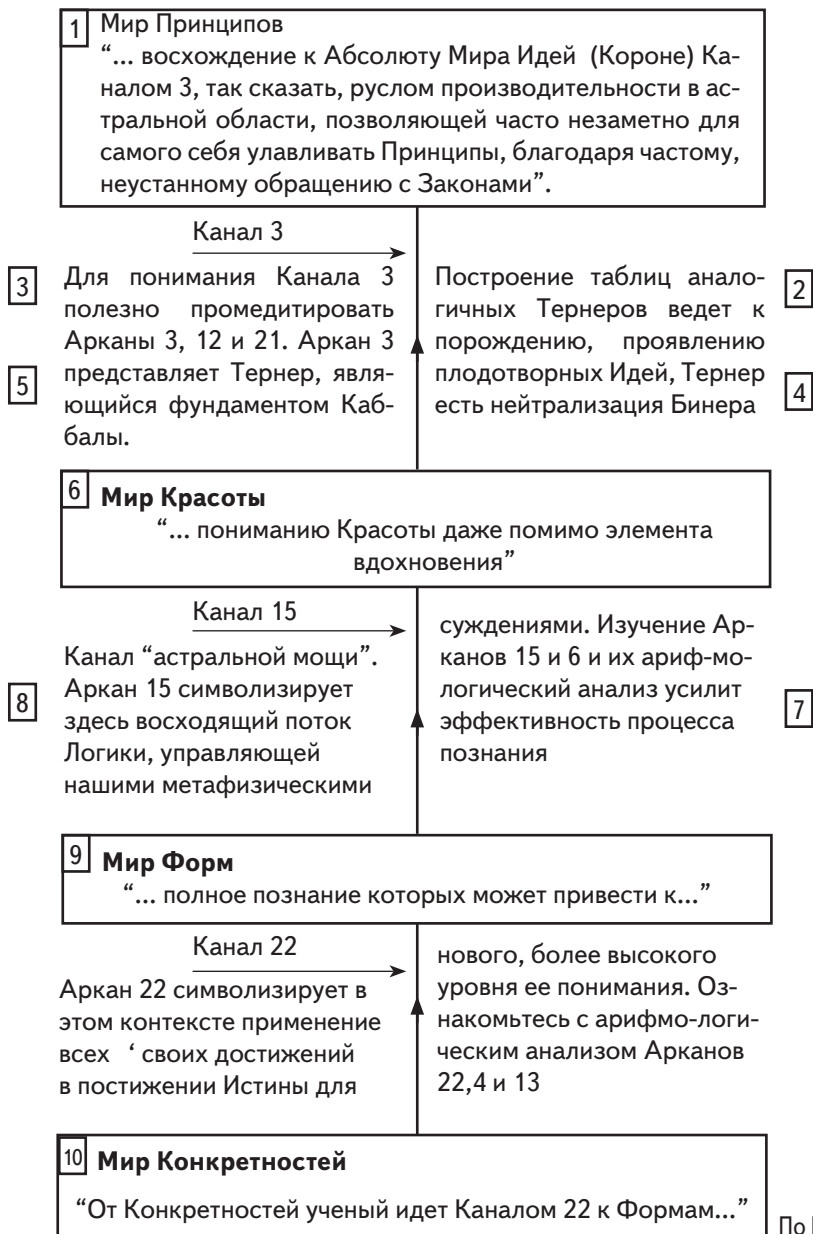 1 Мир Принципов
“... восхождение к Абсолюту Мира Идей (Короне) Ка-
налом 3, так сказать, руслом производительности в ас-
тральной области, позволяющей часто незаметно для
самого себя улавливать Принципы, благодаря частому,
неустанному обращению с Законами”.
Канал 3
3
Для понимания Канала 3
полезно промедитировать
Арканы 3, 12 и 21. Аркан 3
представляет Тернер, явля-
ющийся фундаментом Каб-
балы.
5
Построение таблиц анало-
гичных Тернеров ведет к
порождению, проявлению
плодотворных Идей, Тернер
есть нейтрализация Бинера
2
4
6 Мир Красоты
“... пониманию Красоты даже помимо элемента
вдохновения”
Канал 15
8
Канал “астральной мощи”.
Аркан 15 символизирует
здесь восходящий поток
Логики, управляющей
нашими метафизическими
суждениями. Изучение Ар-
канов 15 и 6 и их ариф-мо-
логический анализ усилит
эффективность процесса
познания
7
9 Мир Форм
“... полное познание которых может привести к...”
Канал 22
Аркан 22 символизирует в
этом контексте применение
всех ‘ своих достижений
в постижении Истины для
нового, более высокого
уровня ее понимания. Оз-
накомьтесь с арифмо-логи-
ческим анализом Арканов
22,4 и 13
10 Мир Конкретностей
“От Конкретностей ученый идет Каналом 22 к Формам...”
По